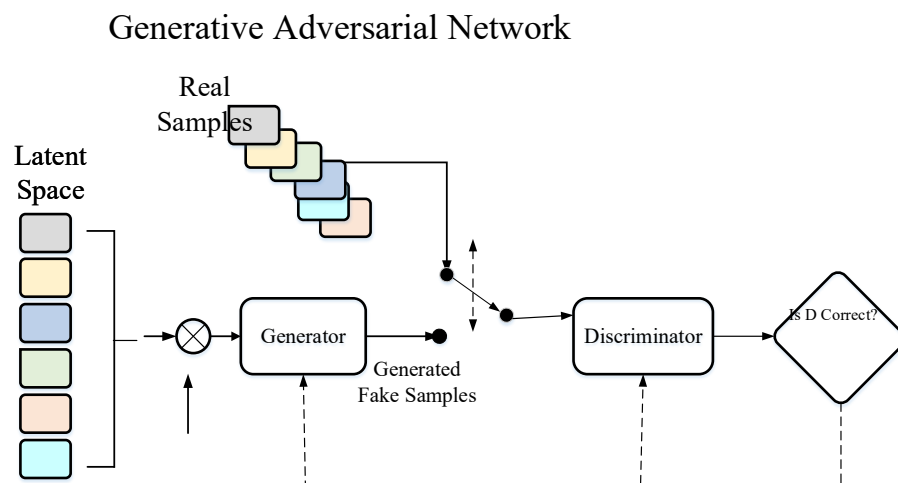 Generative Adversarial Network
Real
Samples
Latent
Space
Generator
Generated
Fake Samples
Discriminator
Is D Correct?